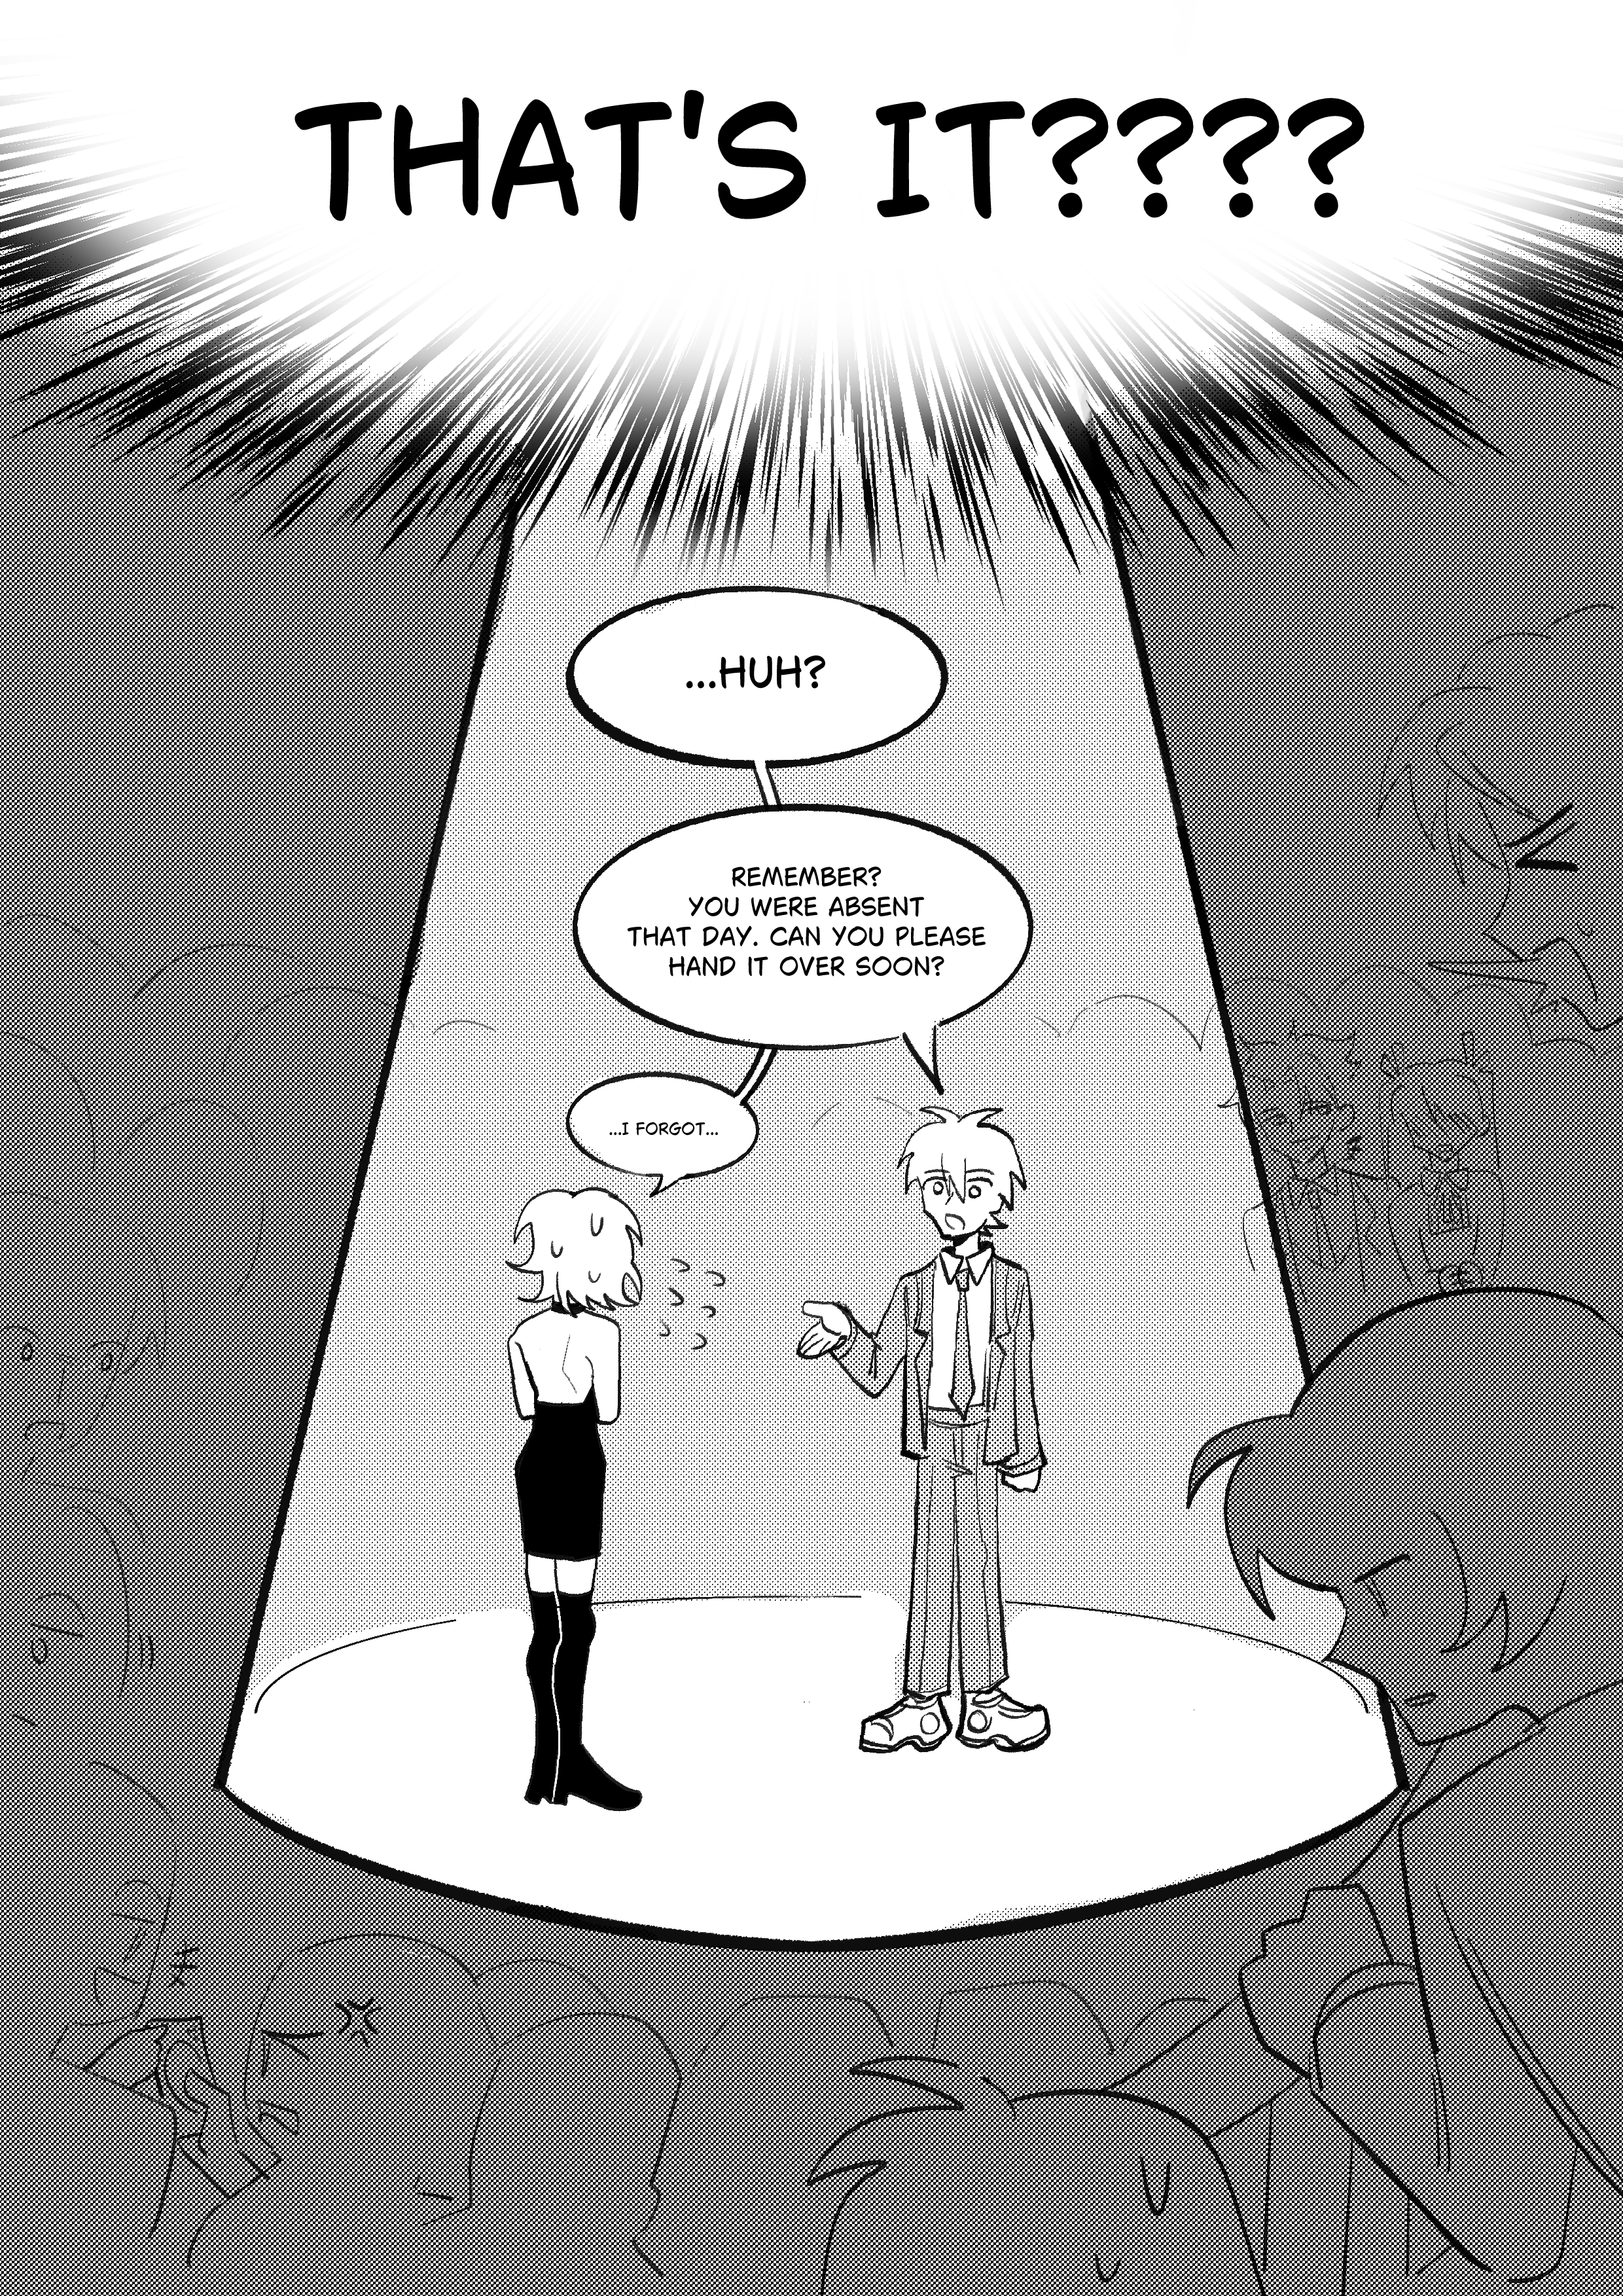 THAT'S IT????
...HUH?
REMEMBER?
YOU WERE ABSENT
THAT DAY. CAN YOU PLEASE
HAND IT OVER SOON?
...I FORGOT...